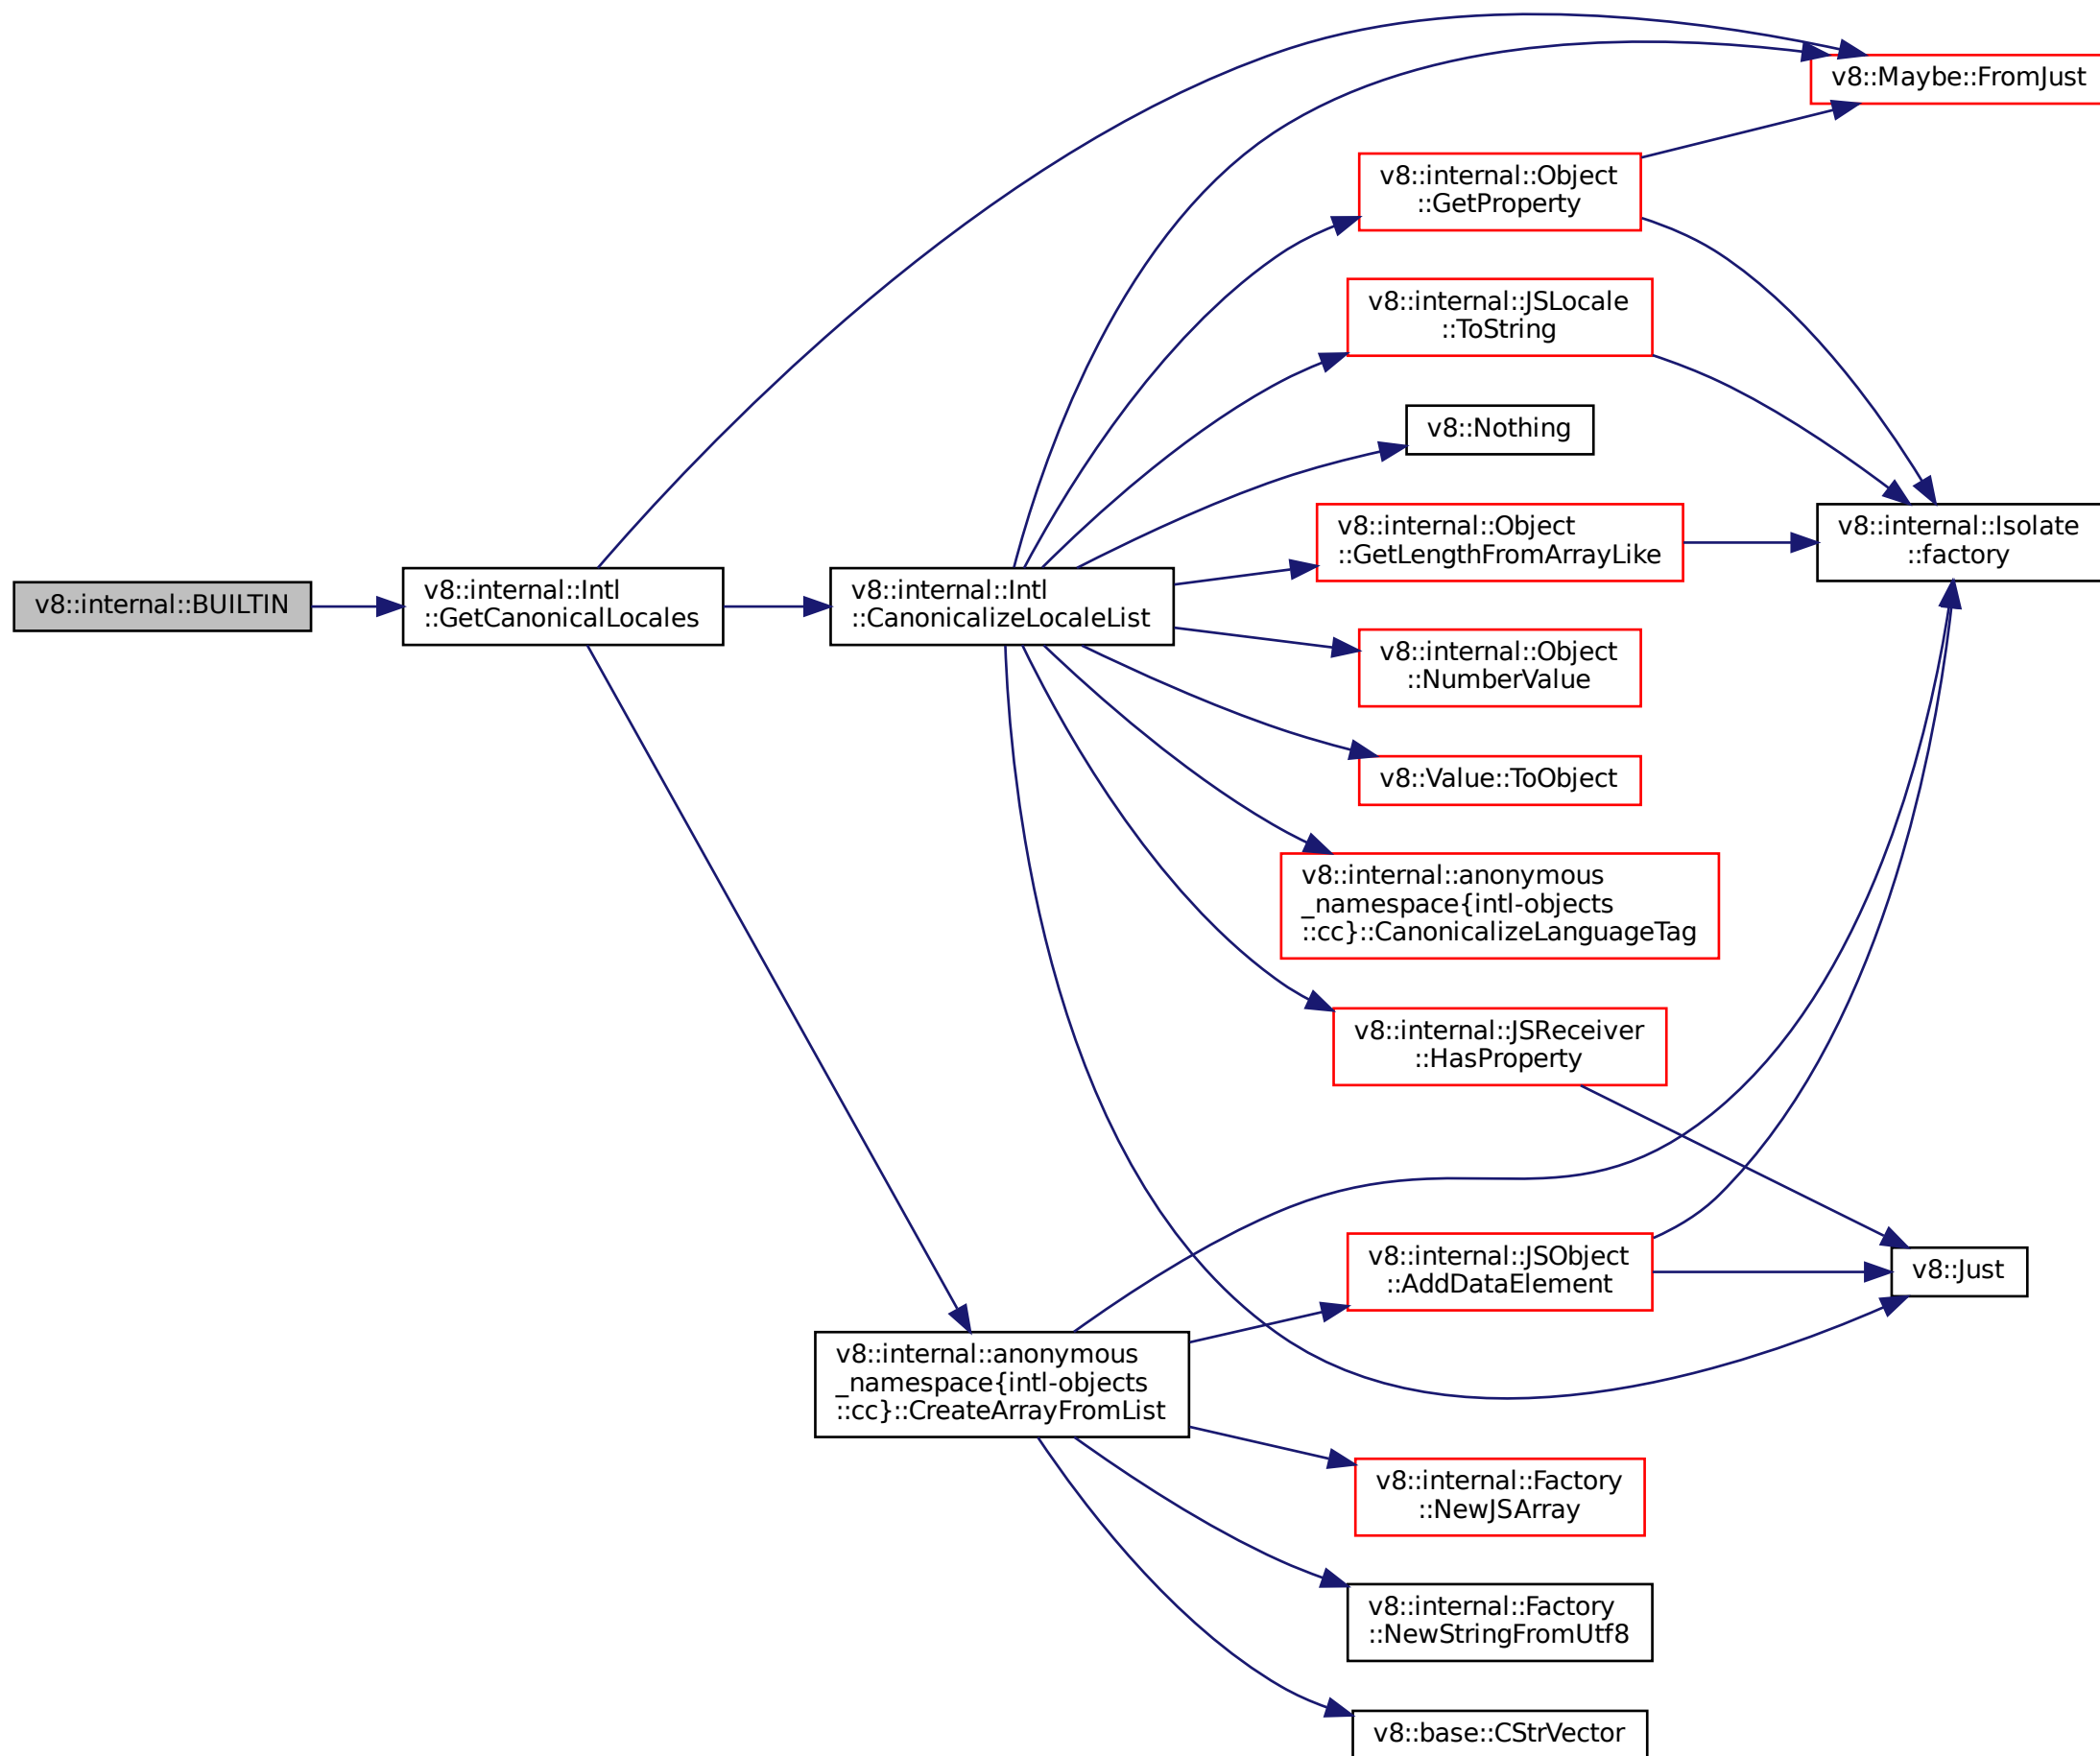 v8::Maybe::FromJust
v8::internal::Object
::GetProperty
v8::internal::JSLocale
::ToString
v8::Nothing
v8::internal::Object
::GetLengthFromArrayLike
v8::internal::Isolate
::factory
v8::internal::BUILTIN
v8::internal::Intl
::GetCanonicalLocales
v8::internal::Intl
::CanonicalizeLocaleList
v8::internal::Object
::NumberValue
v8::Value::ToObject
v8::internal::anonymous
_namespace{intl-objects
::cc}::CanonicalizeLanguageTag
v8::internal::JSReceiver
::HasProperty
v8::internal::JSObject
::AddDataElement
v8::Just
v8::internal::anonymous
_namespace{intl-objects
::cc}::CreateArrayFromList
v8::internal::Factory
::NewJSArray
v8::internal::Factory
::NewStringFromUtf8
v8::base::CStrVector